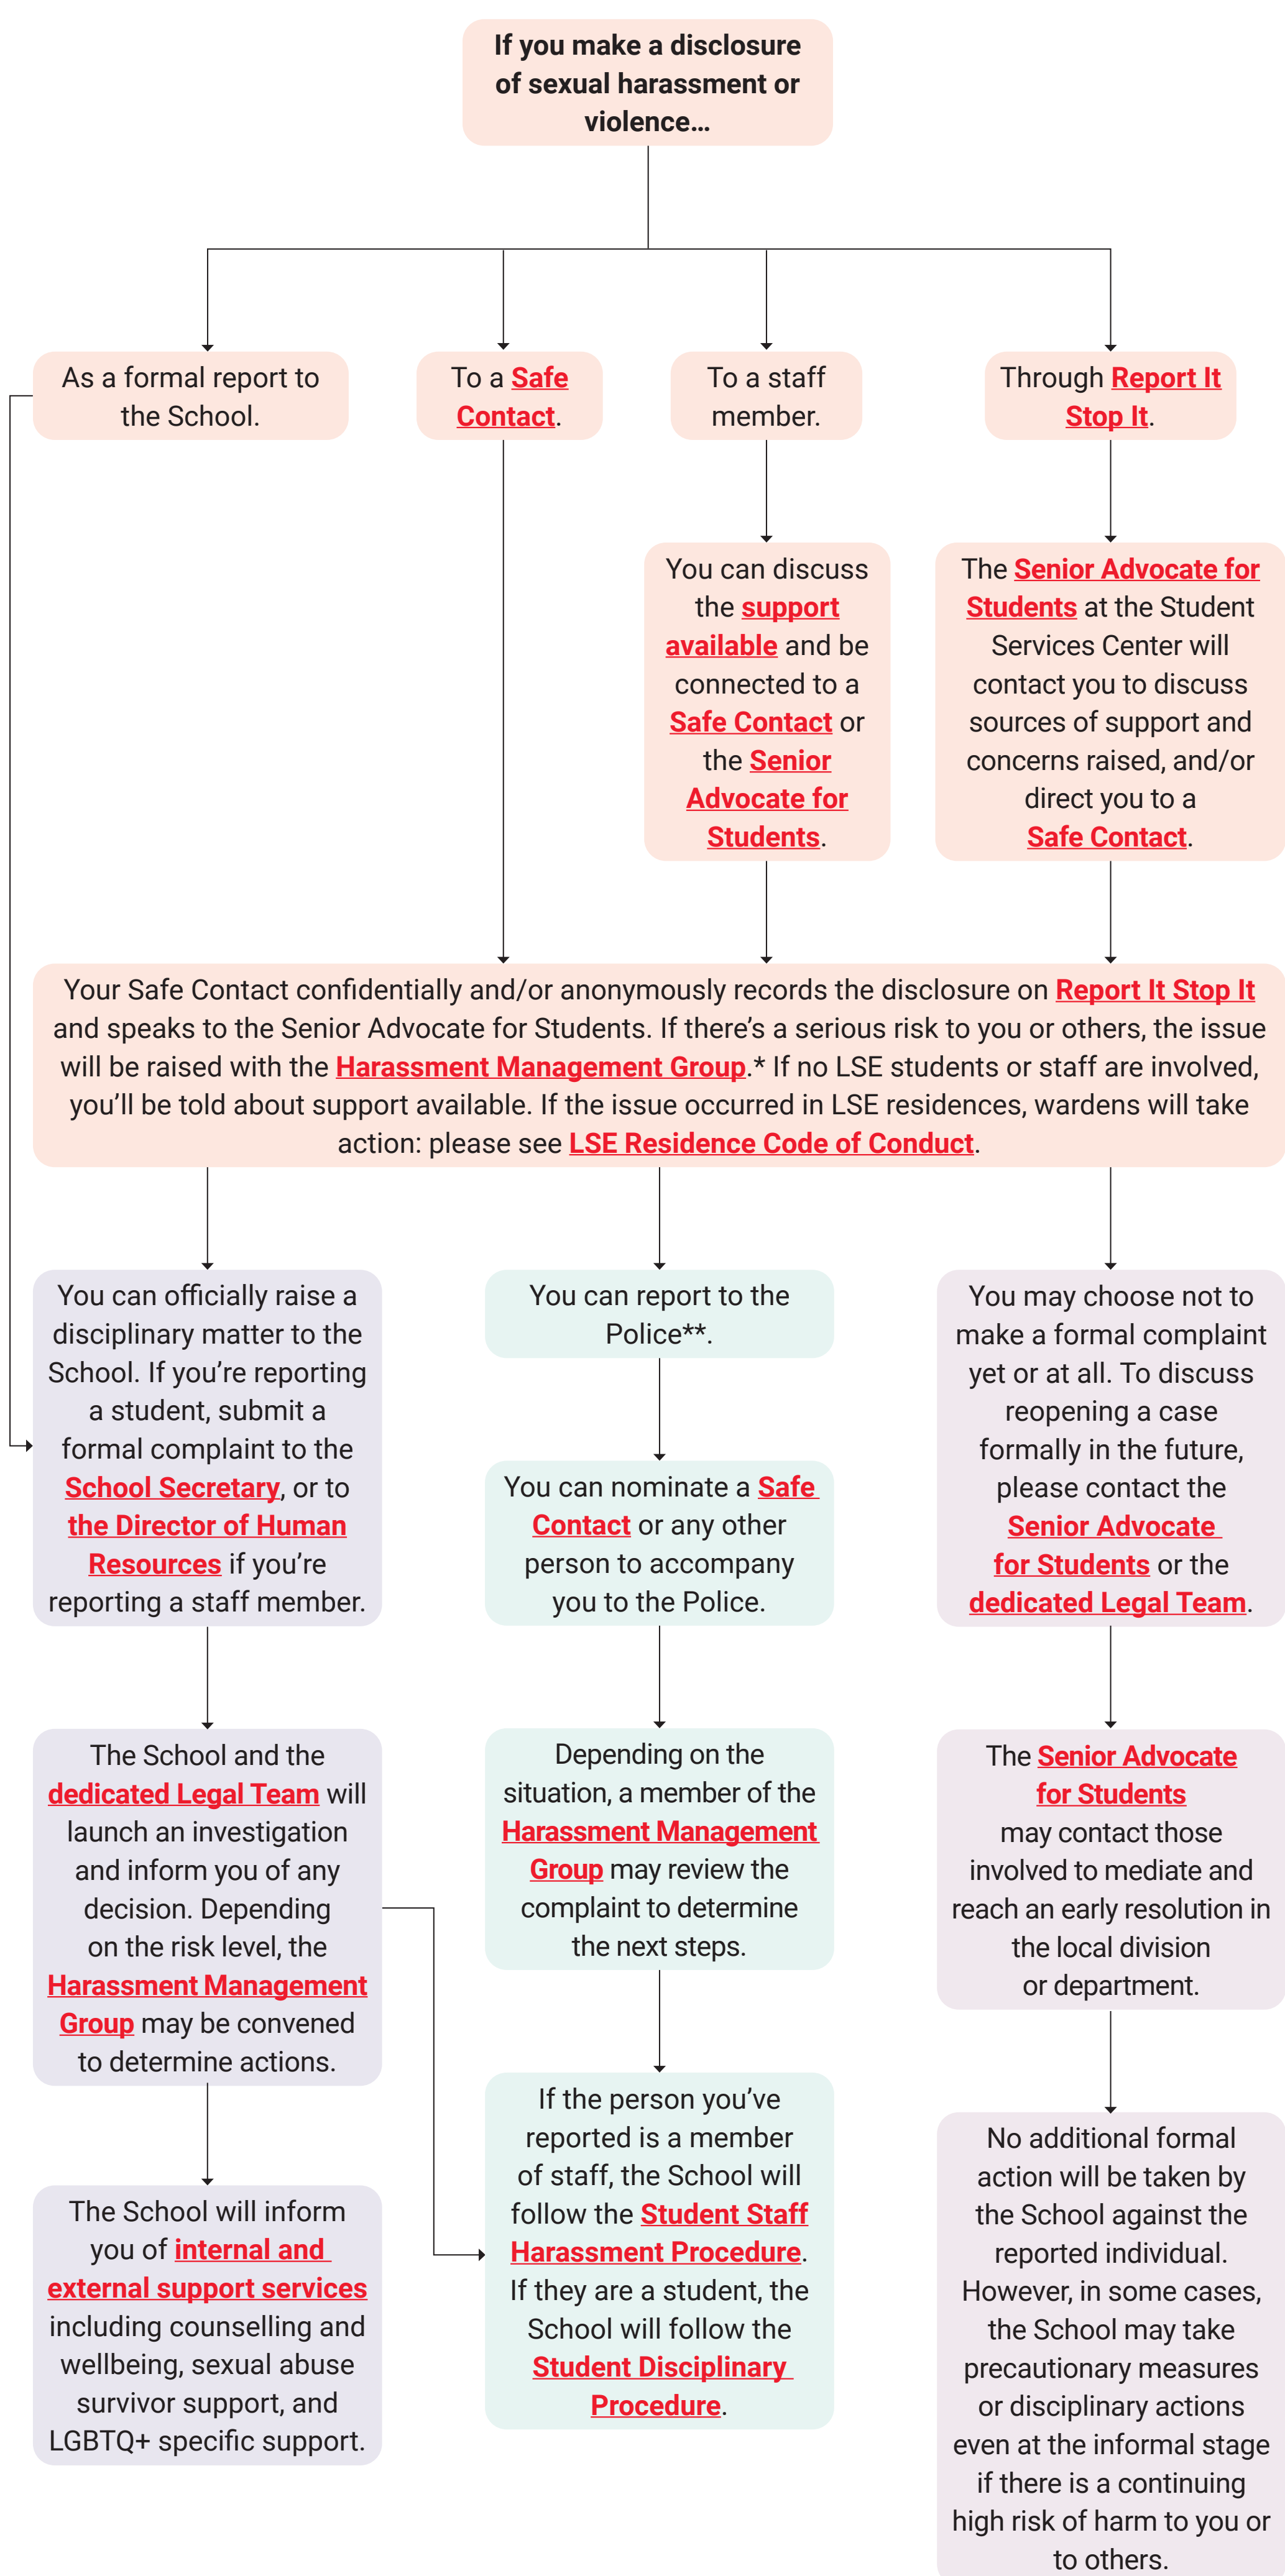 If you make a disclosure
of sexual harassment or
violence…
As a formal report to
the School.
To a Safe
Contact.
To a staff
member.
Through Report It
Stop It.
You can discuss
the support
available and be
connected to a
Safe Contact or
the Senior
Advocate for
Students.
The Senior Advocate for
Students at the Student
Services Center will
contact you to discuss
sources of support and
concerns raised, and/or
direct you to a
Safe Contact.
Your Safe Contact confidentially and/or anonymously records the disclosure on Report It Stop It
and speaks to the Senior Advocate for Students. If there’s a serious risk to you or others, the issue
will be raised with the Harassment Management Group.* If no LSE students or staff are involved,
you’ll be told about support available. If the issue occurred in LSE residences, wardens will take
action: please see LSE Residence Code of Conduct.
You can officially raise a
disciplinary matter to the
School. If you’re reporting
a student, submit a
formal complaint to the
School Secretary, or to
the Director of Human
Resources if you’re
reporting a staff member.
You can report to the
Police**.
You can nominate a Safe
Contact or any other
person to accompany
you to the Police.
You may choose not to
make a formal complaint
yet or at all. To discuss
reopening a case
formally in the future,
please contact the
Senior Advocate
for Students or the
dedicated Legal Team.
The School and the
dedicated Legal Team will
launch an investigation
and inform you of any
decision. Depending
on the risk level, the
Harassment Management
Group may be convened
to determine actions.
Depending on the
situation, a member of the
Harassment Management
Group may review the
complaint to determine
the next steps.
The Senior Advocate
for Students
may contact those
involved to mediate and
reach an early resolution in
the local division
or department.
The School will inform
you of internal and
external support services
including counselling and
wellbeing, sexual abuse
survivor support, and
LGBTQ+ specific support.
If the person you’ve
reported is a member
of staff, the School will
follow the Student Staff
Harassment Procedure.
If they are a student, the
School will follow the
Student Disciplinary
Procedure.
No additional formal
action will be taken by
the School against the
reported individual.
However, in some cases,
the School may take
precautionary measures
or disciplinary actions
even at the informal stage
if there is a continuing
high risk of harm to you or
to others.